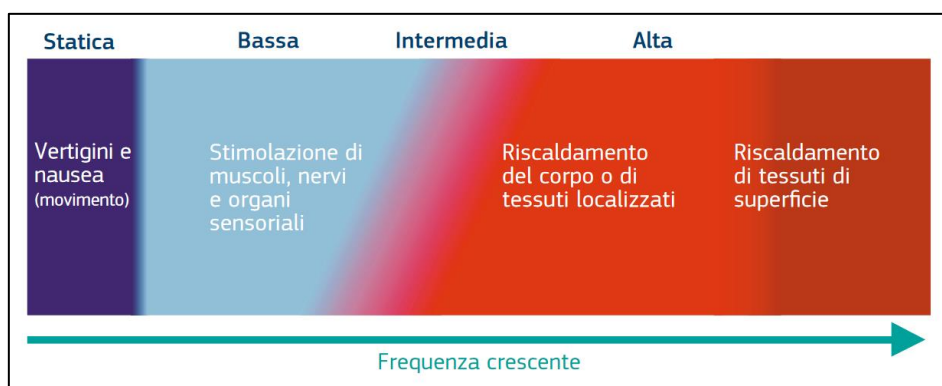 Statica
Bassa
Intermedia
Alta
Vertigini e
nausea
(movimento)
Stimolazione di
muscoli, nervi
e organi
sensoriali
Riscaldamento
del corpo o di
tessuti localizzati
Riscaldamento
di tessuti di
superficie
Frequenza crescente